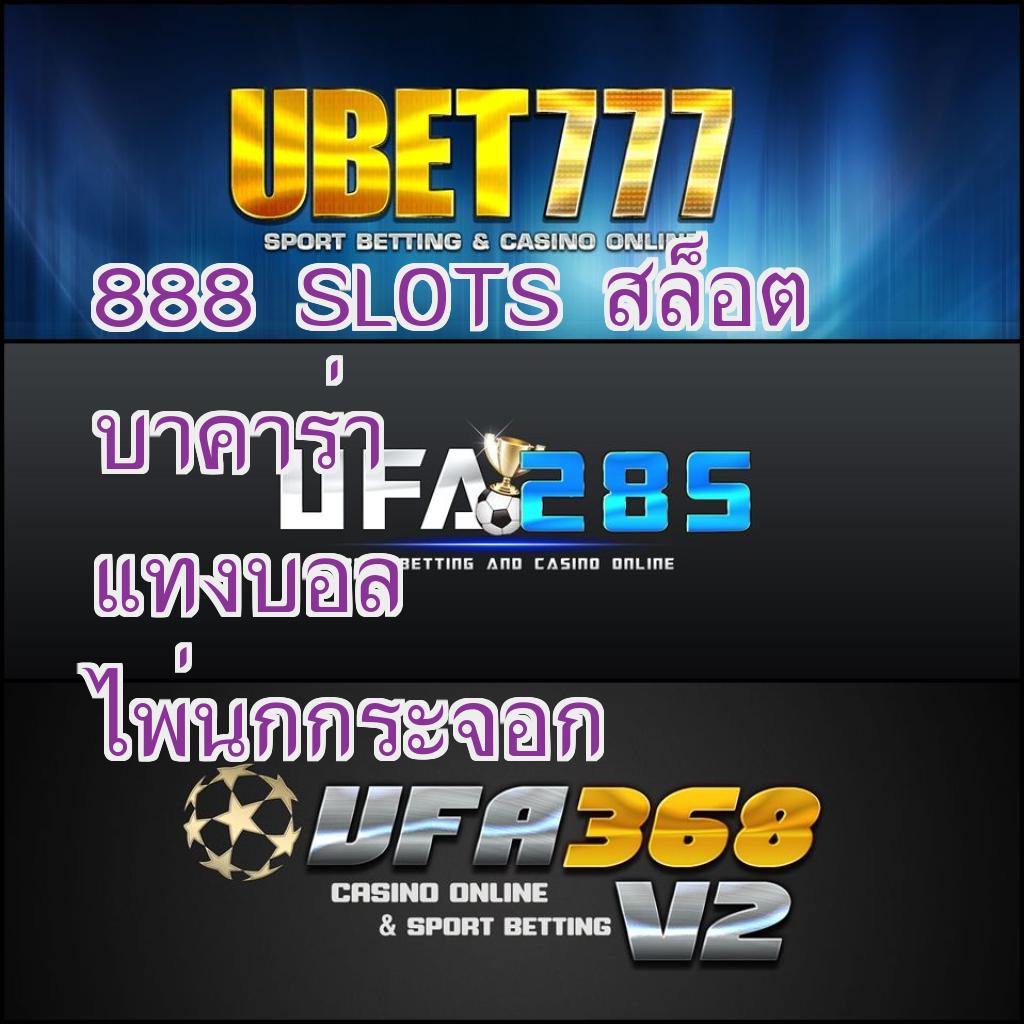 UBET777
SPORT BETTING & CASINO ONLINE
888 SLOTS สล็อต
บาคาร่า
UFA285
BETTING AND CASINO ONLINE
แทงบอล
ไพ่นกกระจอก
UFA368
CASINO ONLINE
& SPORT BETTING
V2